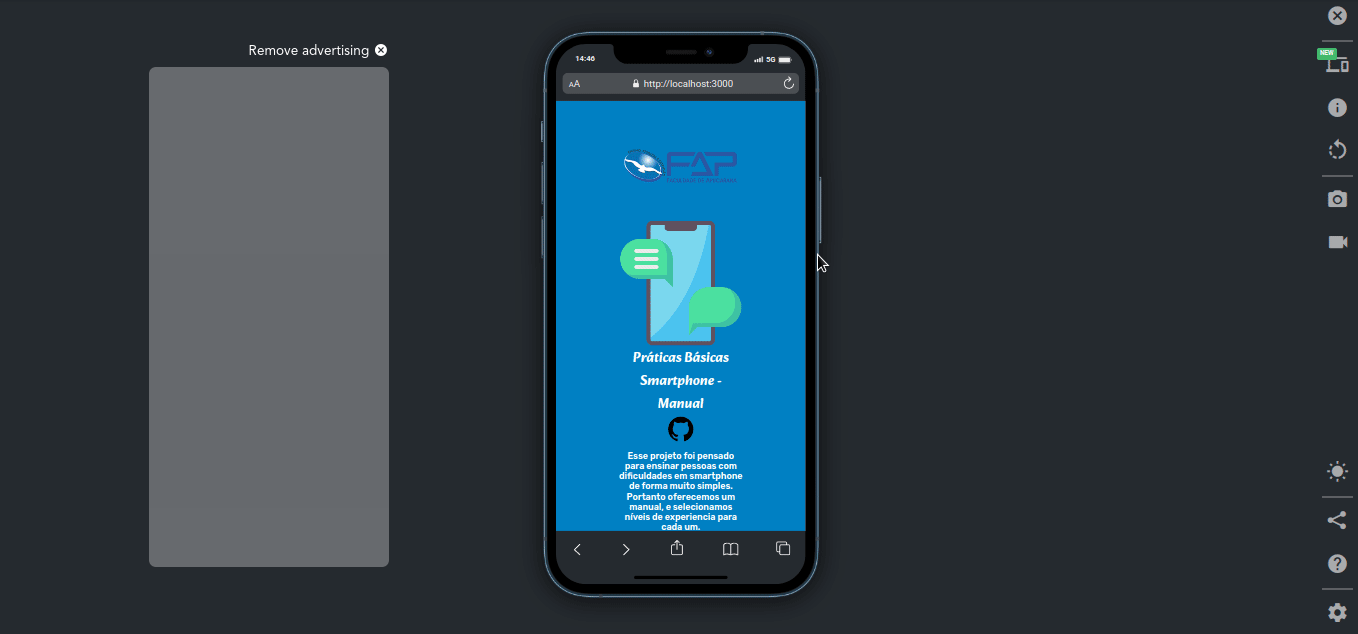 Remove advertising
14:46
5G
AA
http://localhost:3000
NEW
FAP
Práticas Básicas
Smartphone -
Manual
Esse projeto foi pensado
para ensinar pessoas com
dificuldades em smartphone
de forma muito simples.
Portanto oferecemos um
manual, e selecionamos
níveis de experiencia para
cada um.